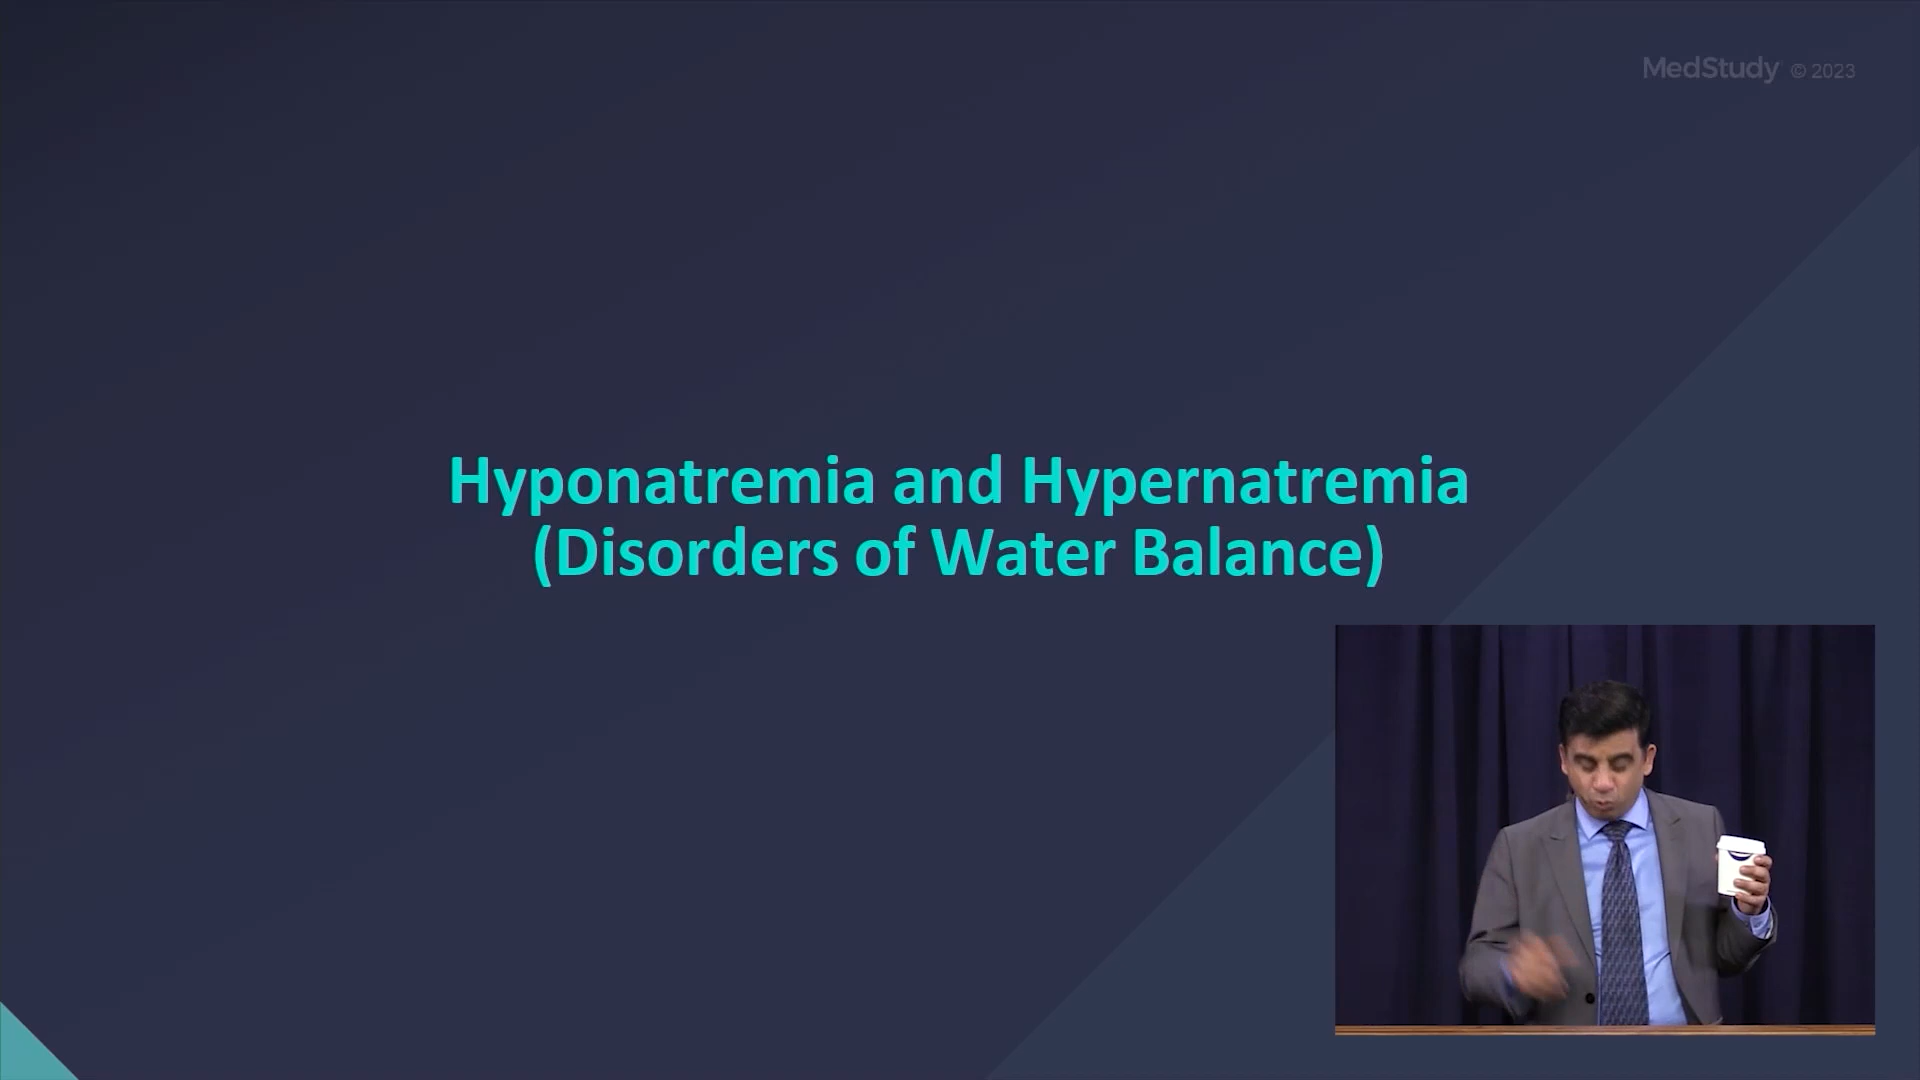 MedStudy © 2023
Hyponatremia and Hypernatremia
(Disorders of Water Balance)